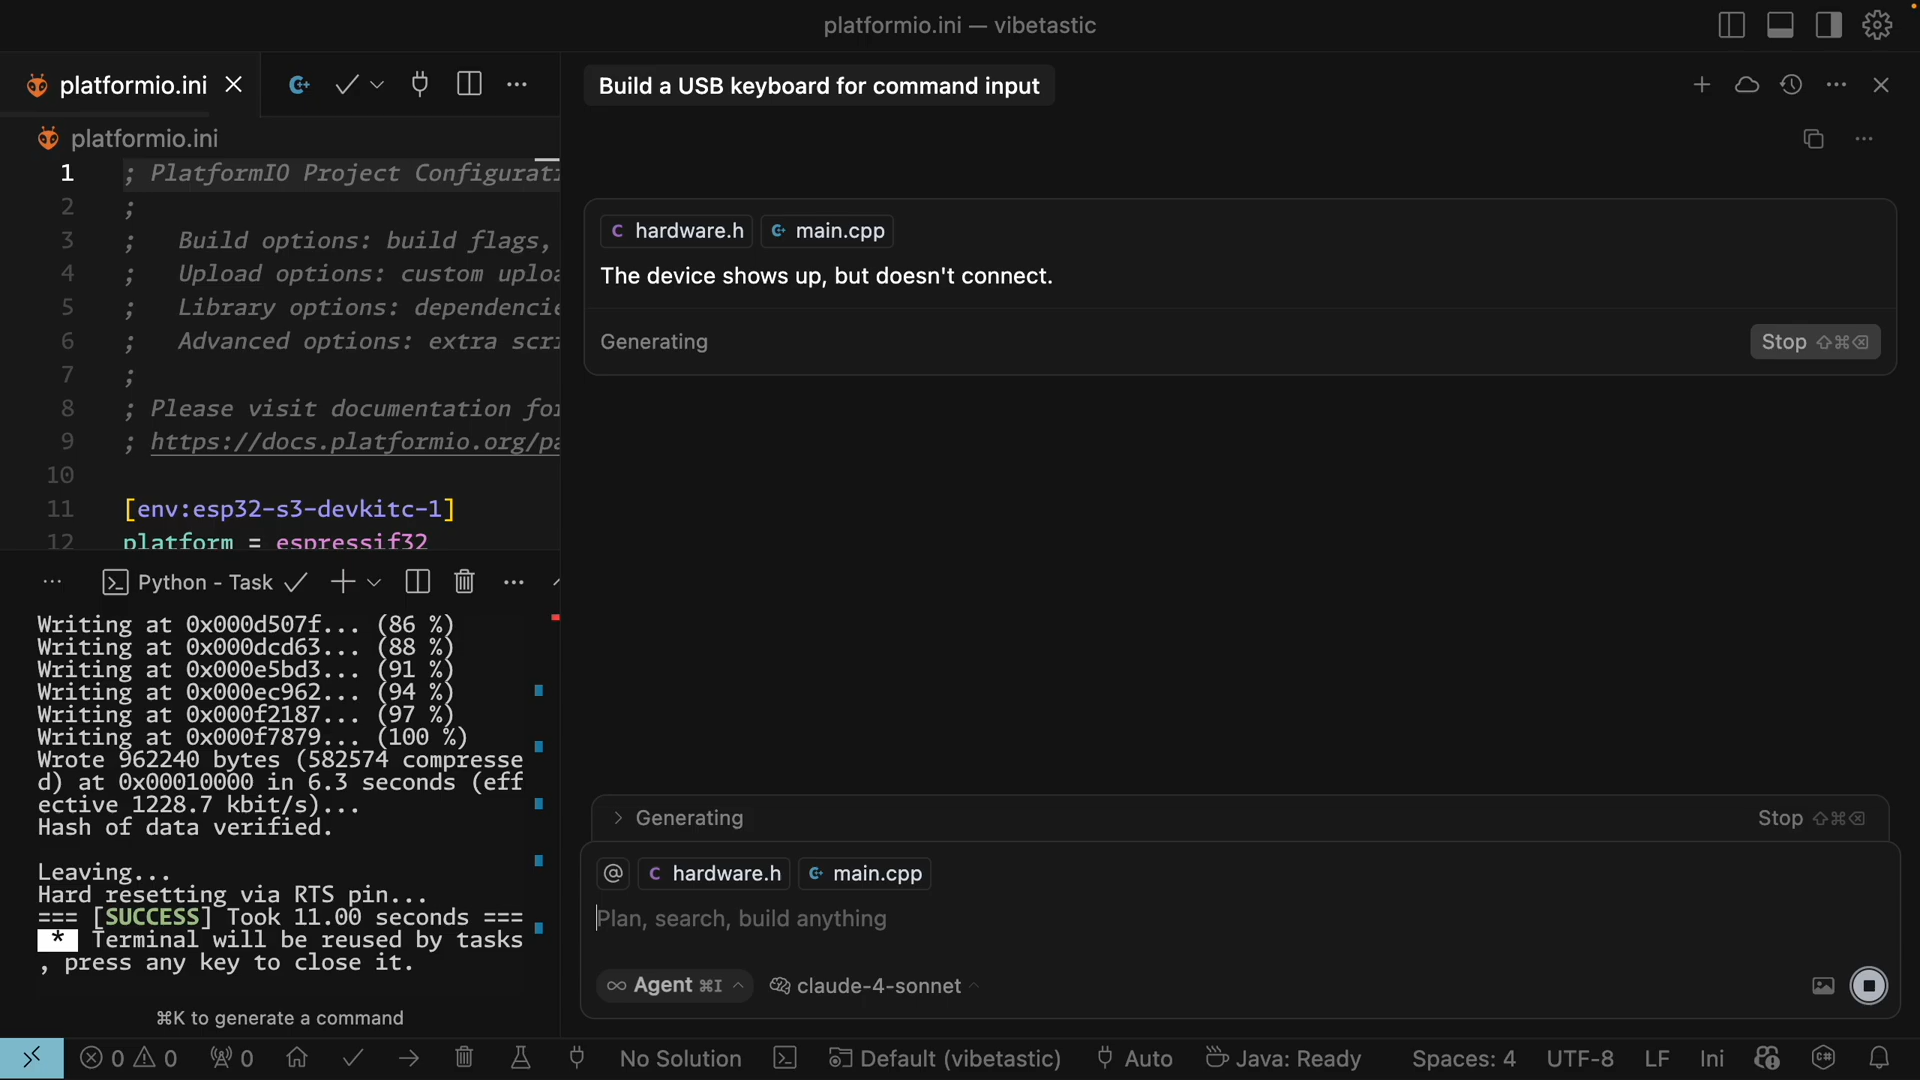 platformio.ini — vibetastic
platformio.ini
Build a USB keyboard for command input
platformio.ini
1 ; PlatformIO Project Configurati
2 ;
3 ;   Build options: build flags,
4 ;   Upload options: custom uploa
5 ;   Library options: dependencie
6 ;   Advanced options: extra scri
7 ;
8 ; Please visit documentation for
9 ; https://docs.platformio.org/pa
10
11 [env:esp32-s3-devkitc-1]
12 platform = espressif32
C hardware.h
main.cpp
The device shows up, but doesn't connect.
Generating
Stop ⇧⌘⌫
Python - Task
Writing at 0x000d507f... (86 %)
Writing at 0x000dcd63... (88 %)
Writing at 0x000e5bd3... (91 %)
Writing at 0x000ec962... (94 %)
Writing at 0x000f2187... (97 %)
Writing at 0x000f7879... (100 %)
Wrote 962240 bytes (582574 compresse
d) at 0x00010000 in 6.3 seconds (eff
ective 1228.7 kbit/s)...
Hash of data verified.
Leaving...
Hard resetting via RTS pin...
=== [SUCCESS] Took 11.00 seconds ===
* Terminal will be reused by tasks
, press any key to close it.
⌘K to generate a command
Generating
Stop ⇧⌘⌫
@
C hardware.h
main.cpp
Plan, search, build anything
∞ Agent ⌘I
claude-4-sonnet
0 0 0 No Solution Default (vibetastic) Auto Java: Ready Spaces: 4 UTF-8 LF Ini